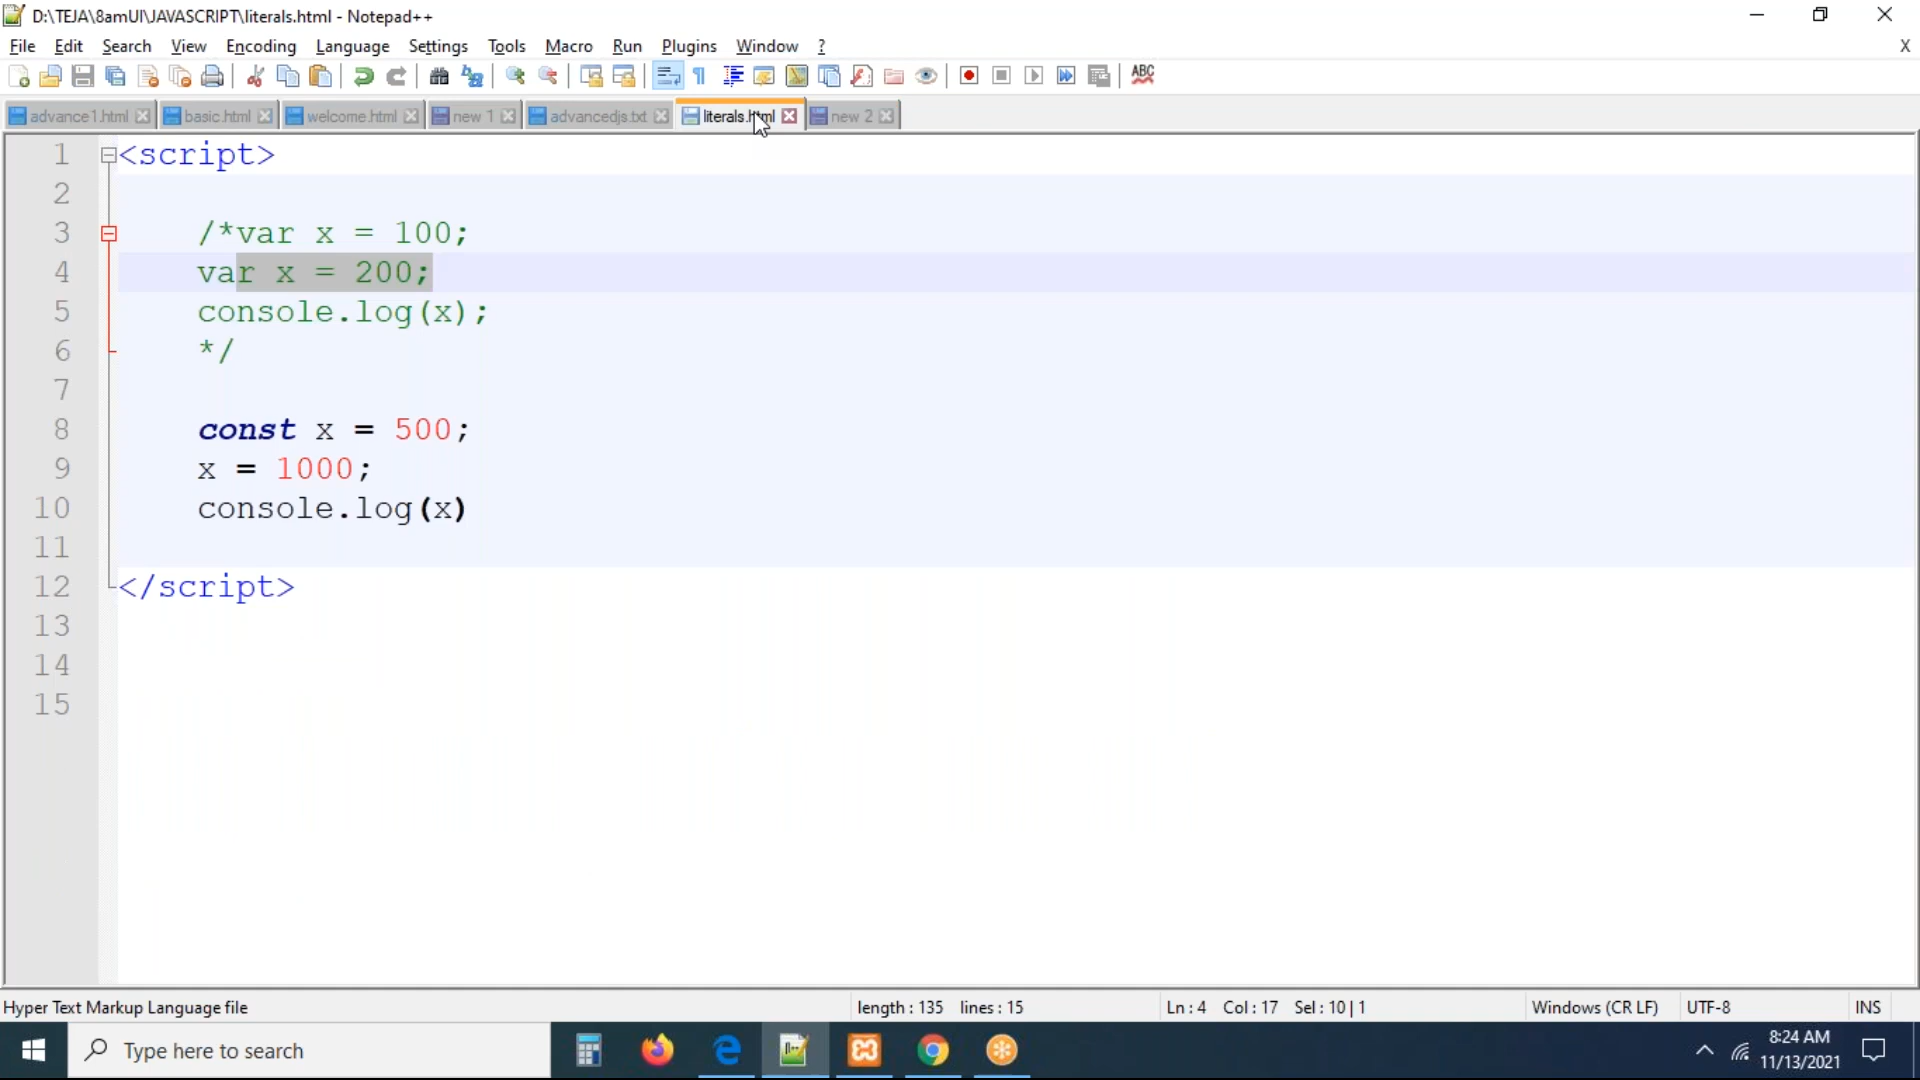 D:\TEJA\8amUI\JAVASCRIPT\literals.html - Notepad++
File Edit Search View Encoding Language Settings Tools Macro Run Plugins Window ? X
ABC
advance1.html basic.html welcome.html new 1 advancedjs.txt literals.html new 2
1 <script>
2
3 /*var x = 100;
4 var x = 200;
5 console.log(x);
6 */
7
8 const x = 500;
9 x = 1000;
10 console.log(x)
11
12 </script>
13
14
15
Hyper Text Markup Language file length : 135 lines : 15 Ln : 4 Col : 17 Sel : 10 | 1 Windows (CR LF) UTF-8 INS
Type here to search 8:24 AM
11/13/2021